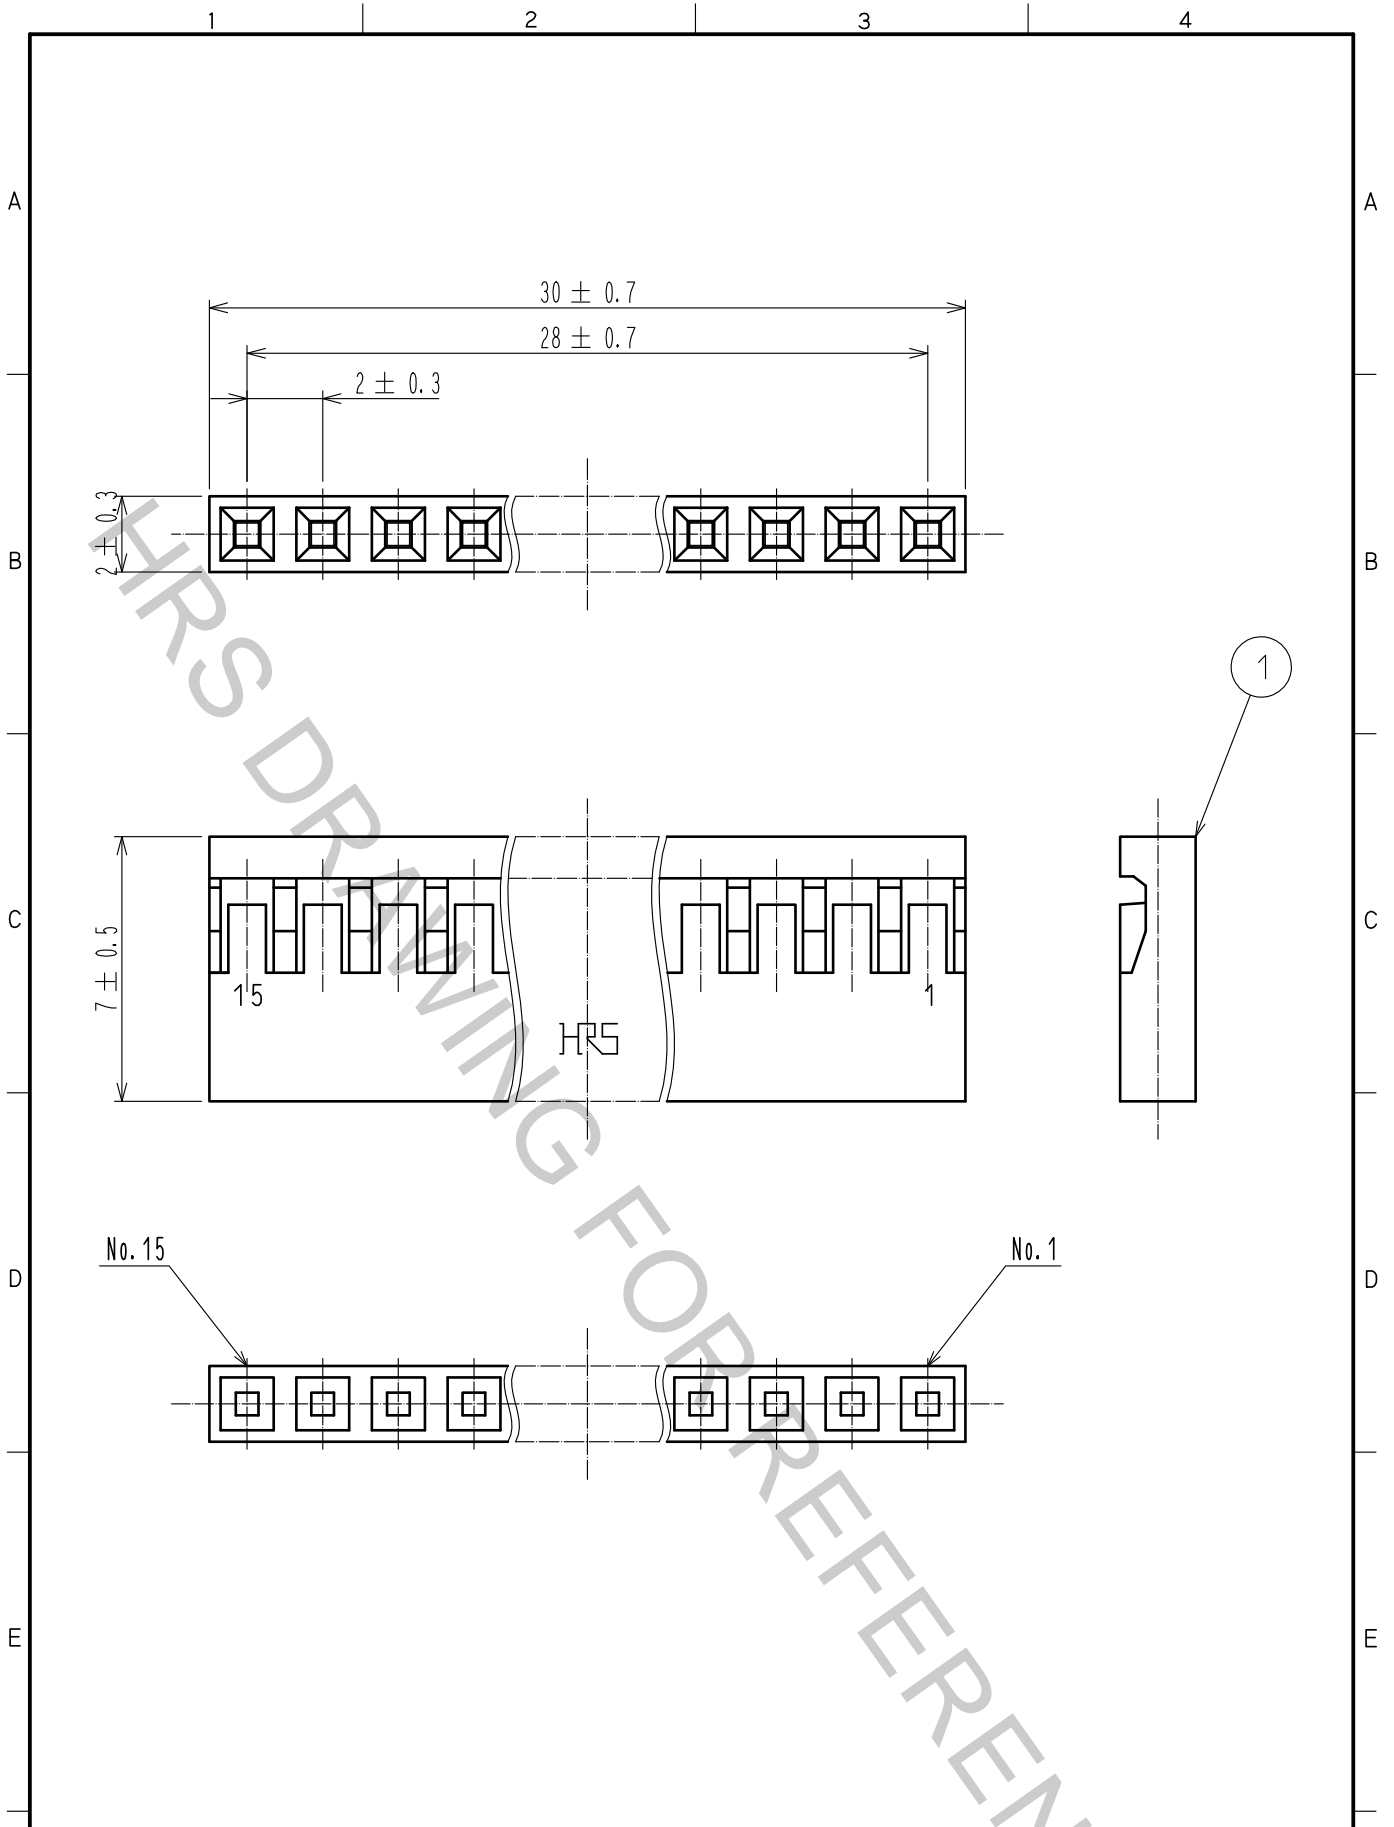 1 2 3 4
A A
30 ± 0.7
28 ± 0.7
2 ± 0.3
2 ± 0.3
B B
1
C C
7 ± 0.5
15 1
HRS
No.15 No.1
D D
E E
HRS DRAWING FOR REFEREN